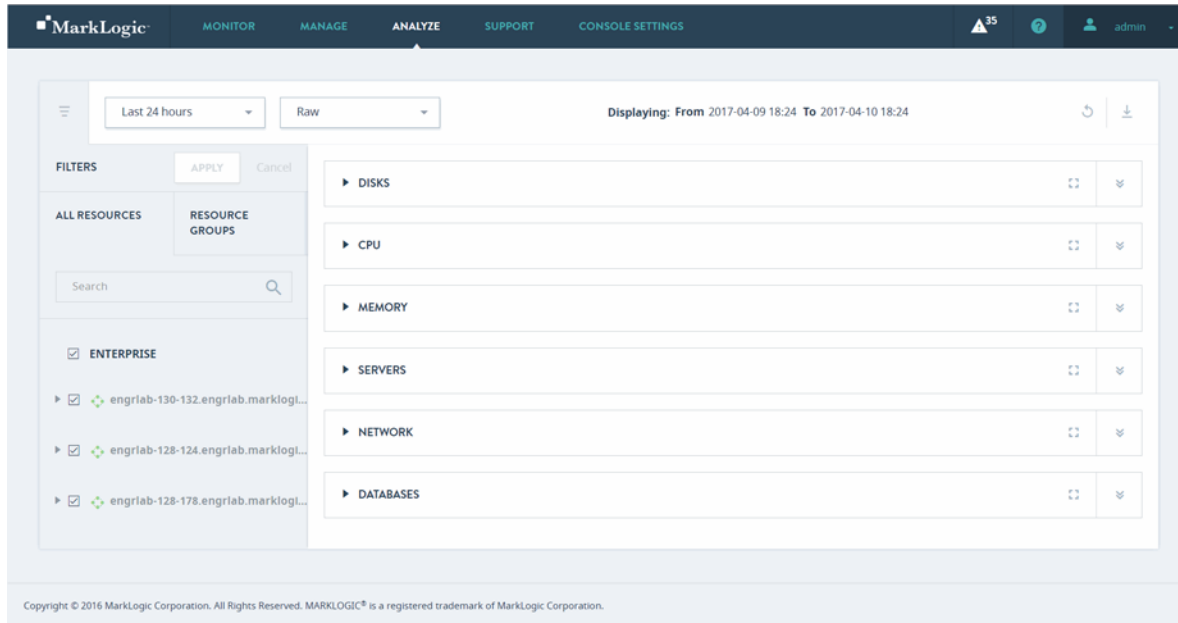 MarkLogic™ MONITOR MANAGE ANALYZE SUPPORT CONSOLE SETTINGS 35 ? admin
Last 24 hours Raw Displaying: From 2017-04-09 18:24 To 2017-04-10 18:24
FILTERS APPLY Cancel
ALL RESOURCES
RESOURCE
GROUPS
Search
ENTERPRISE
engrlab-130-132.engrlab.marklogi...
engrlab-128-124.engrlab.marklogi...
engrlab-128-178.engrlab.marklogi...
DISKS
CPU
MEMORY
SERVERS
NETWORK
DATABASES
Copyright © 2016 MarkLogic Corporation. All Rights Reserved. MARKLOGIC® is a registered trademark of MarkLogic Corporation.